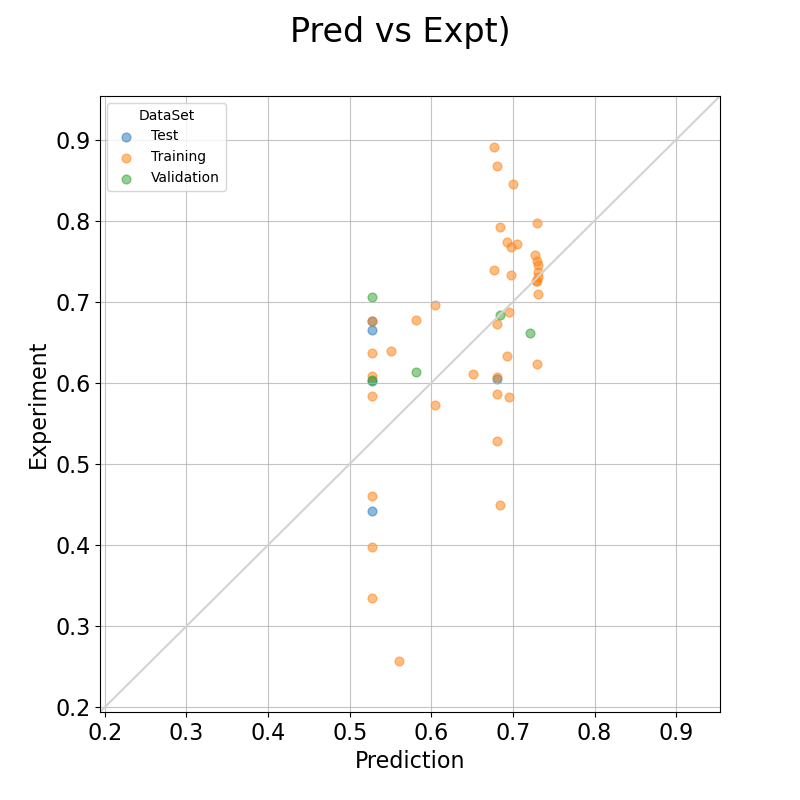 Pred vs Expt)
DataSet
Test
Training
Validation
Experiment
0.9
0.8
0.7
0.6
0.5
0.4
0.3
0.2
0.2 0.3 0.4 0.5 0.6 0.7 0.8 0.9
Prediction